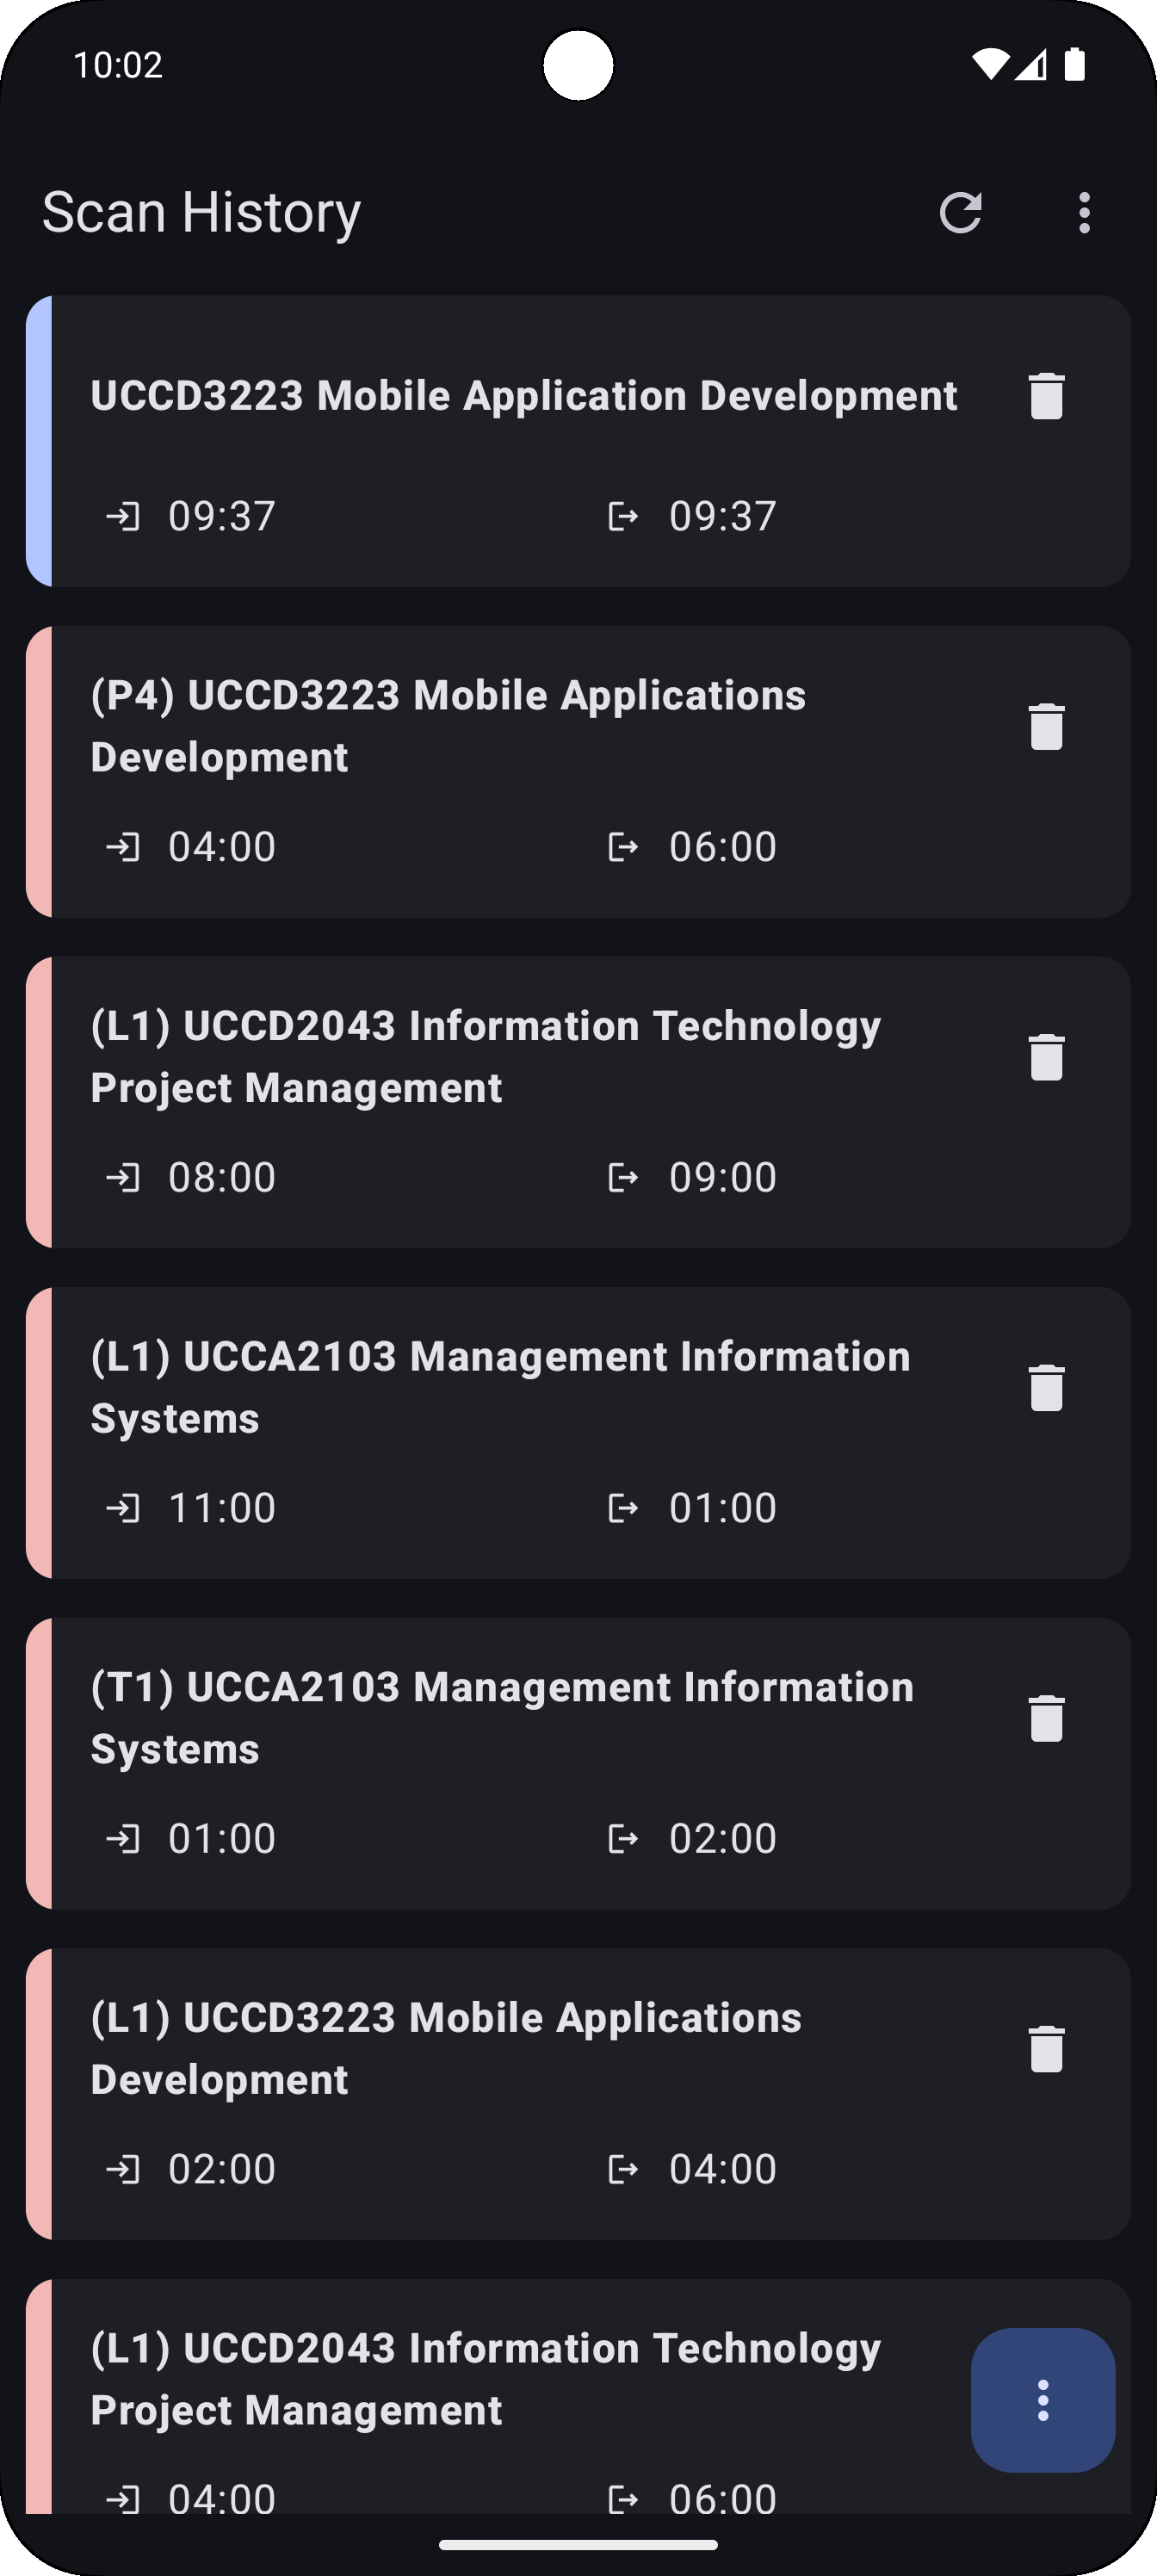 10:02
Scan History
UCCD3223 Mobile Application Development
09:37 09:37
(P4) UCCD3223 Mobile Applications
Development
04:00 06:00
(L1) UCCD2043 Information Technology
Project Management
08:00 09:00
(L1) UCCA2103 Management Information
Systems
11:00 01:00
(T1) UCCA2103 Management Information
Systems
01:00 02:00
(L1) UCCD3223 Mobile Applications
Development
02:00 04:00
(L1) UCCD2043 Information Technology
Project Management
04:00 06:00